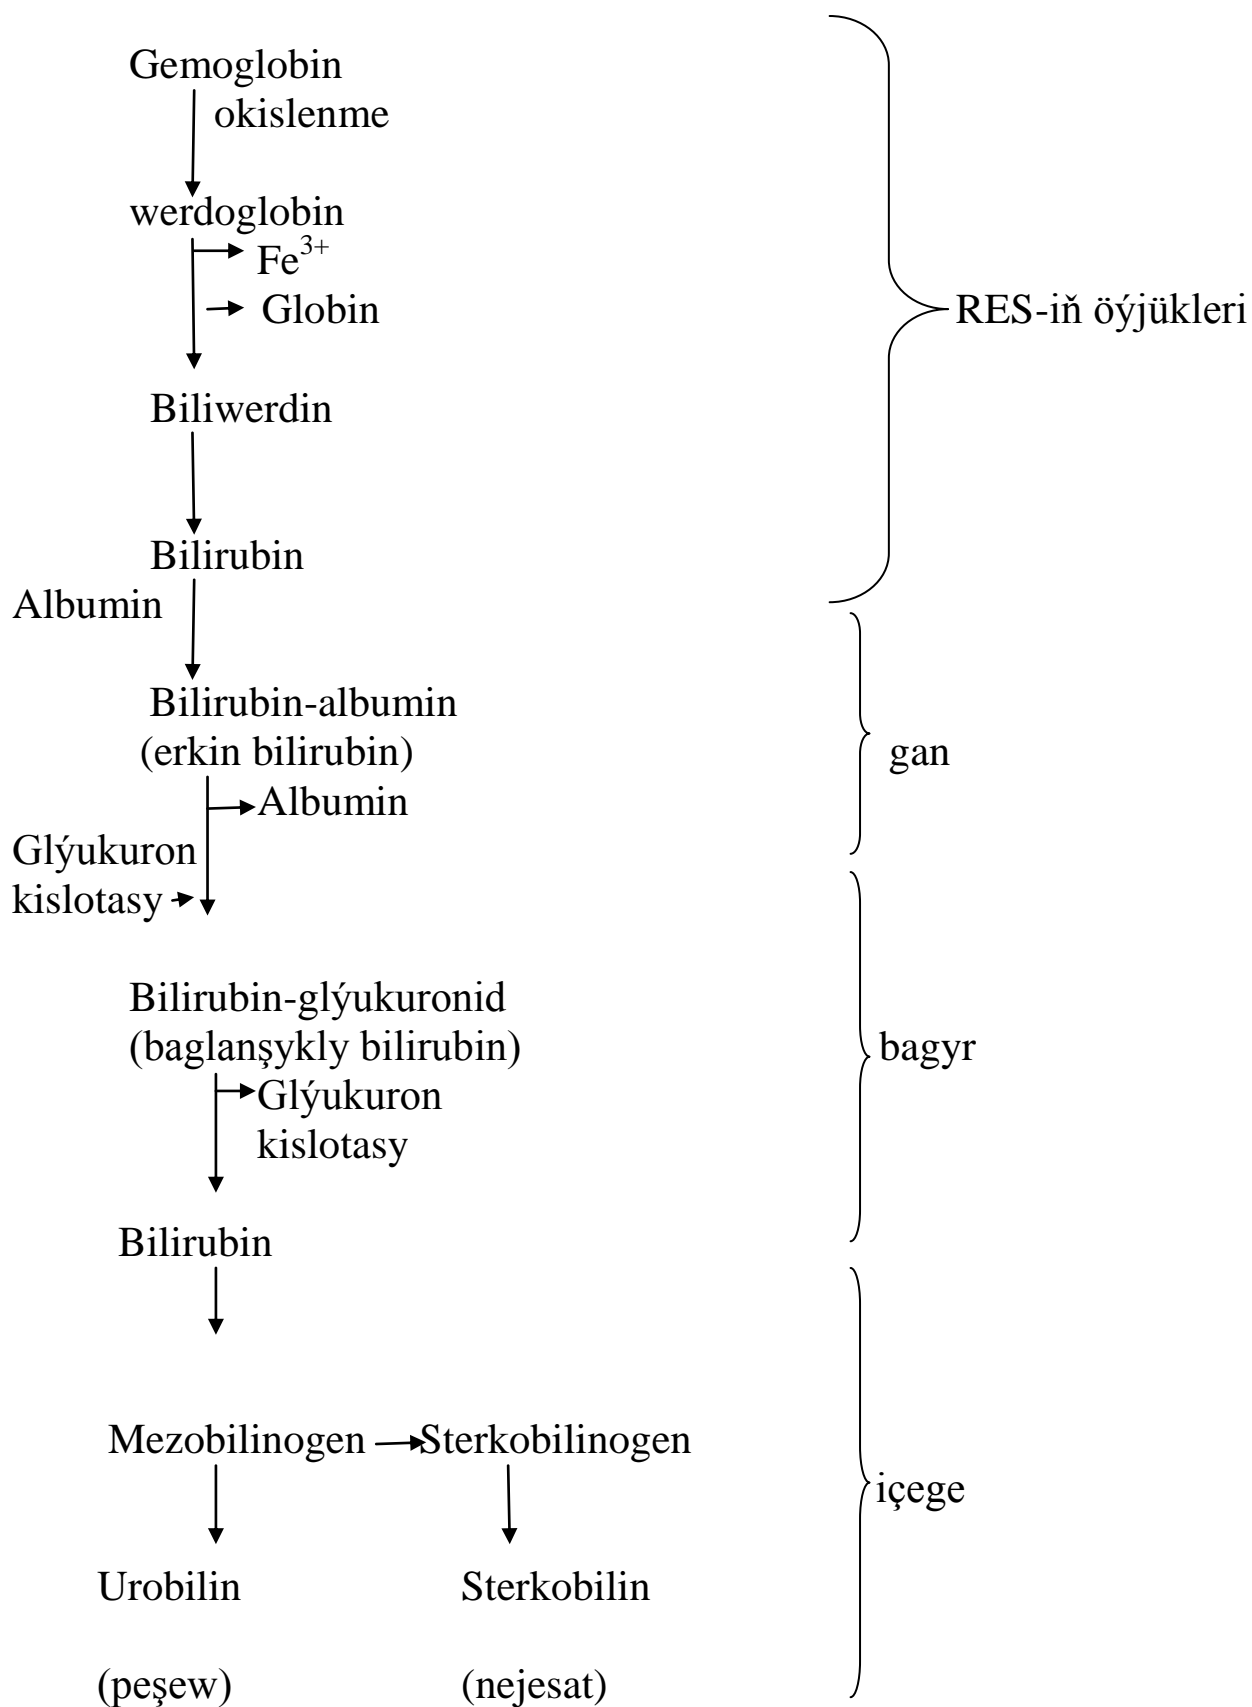 Gemoglobin
okislenme
werdoglobin
Fe³⁺
Globin
RES-iň öýjükleri
Biliwerdin
Bilirubin
Albumin
Bilirubin-albumin
(erkin bilirubin)
gan
Albumin
Glýukuron
kislotasy
Bilirubin-glýukuronid
(baglanşykly bilirubin)
bagyr
Glýukuron
kislotasy
Bilirubin
Mezobilinogen
Sterkobilinogen
içege
Urobilin
Sterkobilin
(peşew)
(nejesat)